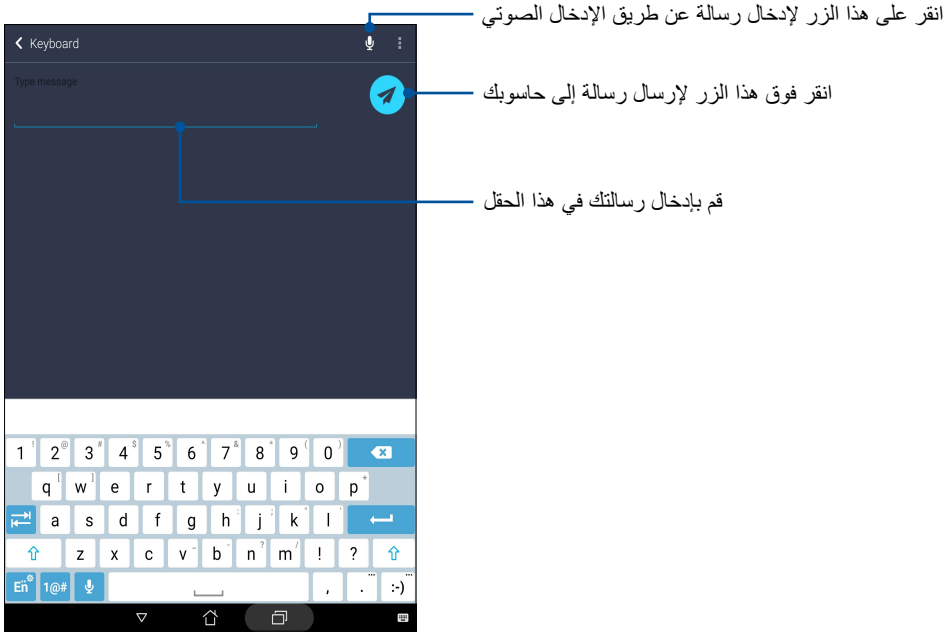 انقر على هذا الزر لإدخال رسالة عن طريق الإدخال الصوتي
Keyboard
Type message
انقر فوق هذا الزر لإرسال رسالة إلى حاسوبك
قم بإدخال رسالتك في هذا الحقل
1 ! 2 @ 3 # 4 $ 5 % 6 ^ 7 & 8 * 9 ( 0 )
q [ w ] e r t y u i o p +
a s d f g h : j ; k " l '
z x c v _ b - n ? m / ! ?
En 1@# , . ... :-) ...